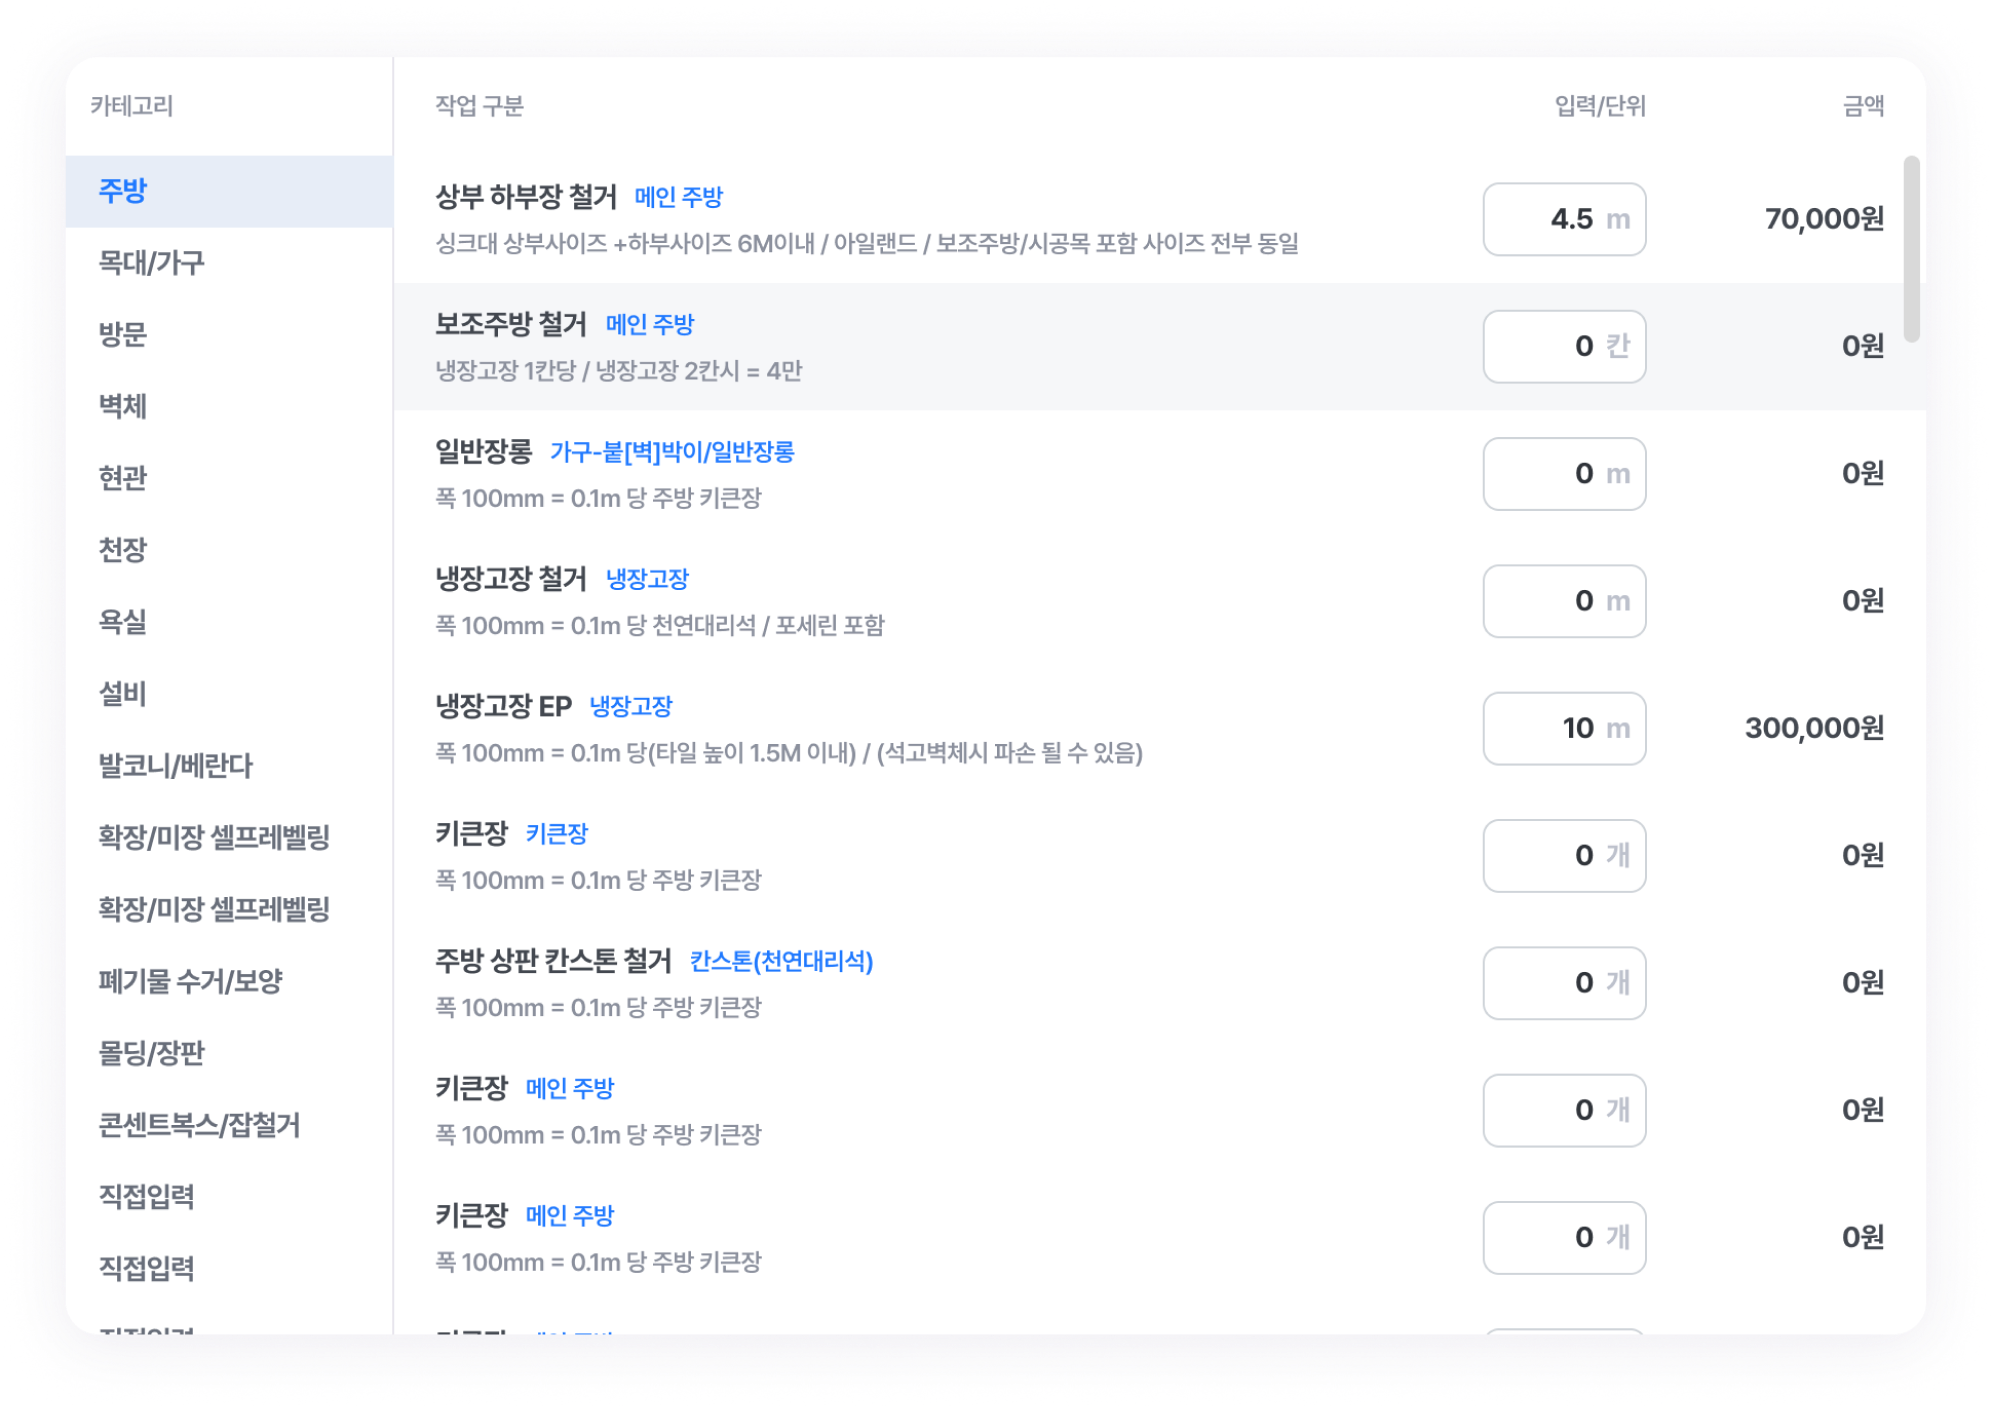 카테고리
주방
목대/가구
방문
벽체
현관
천장
욕실
설비
발코니/베란다
확장/미장 셀프레벨링
확장/미장 셀프레벨링
폐기물 수거/보양
몰딩/장판
콘센트복스/잡철거
직접입력
직접입력
작업 구분 입력/단위 금액
상부 하부장 철거 메인 주방
싱크대 상부사이즈 +하부사이즈 6M이내 / 아일랜드 / 보조주방/시공목 포함 사이즈 전부 동일
4.5 m 70,000원
보조주방 철거 메인 주방
냉장고장 1칸당 / 냉장고장 2칸시 = 4만
0 칸 0원
일반장롱 가구-붙[벽]박이/일반장롱
폭 100mm = 0.1m 당 주방 키큰장
0 m 0원
냉장고장 철거 냉장고장
폭 100mm = 0.1m 당 천연대리석 / 포세린 포함
0 m 0원
냉장고장 EP 냉장고장
폭 100mm = 0.1m 당(타일 높이 1.5M 이내) / (석고벽체시 파손 될 수 있음)
10 m 300,000원
키큰장 키큰장
폭 100mm = 0.1m 당 주방 키큰장
0 개 0원
주방 상판 칸스톤 철거 칸스톤(천연대리석)
폭 100mm = 0.1m 당 주방 키큰장
0 개 0원
키큰장 메인 주방
폭 100mm = 0.1m 당 주방 키큰장
0 개 0원
키큰장 메인 주방
폭 100mm = 0.1m 당 주방 키큰장
0 개 0원